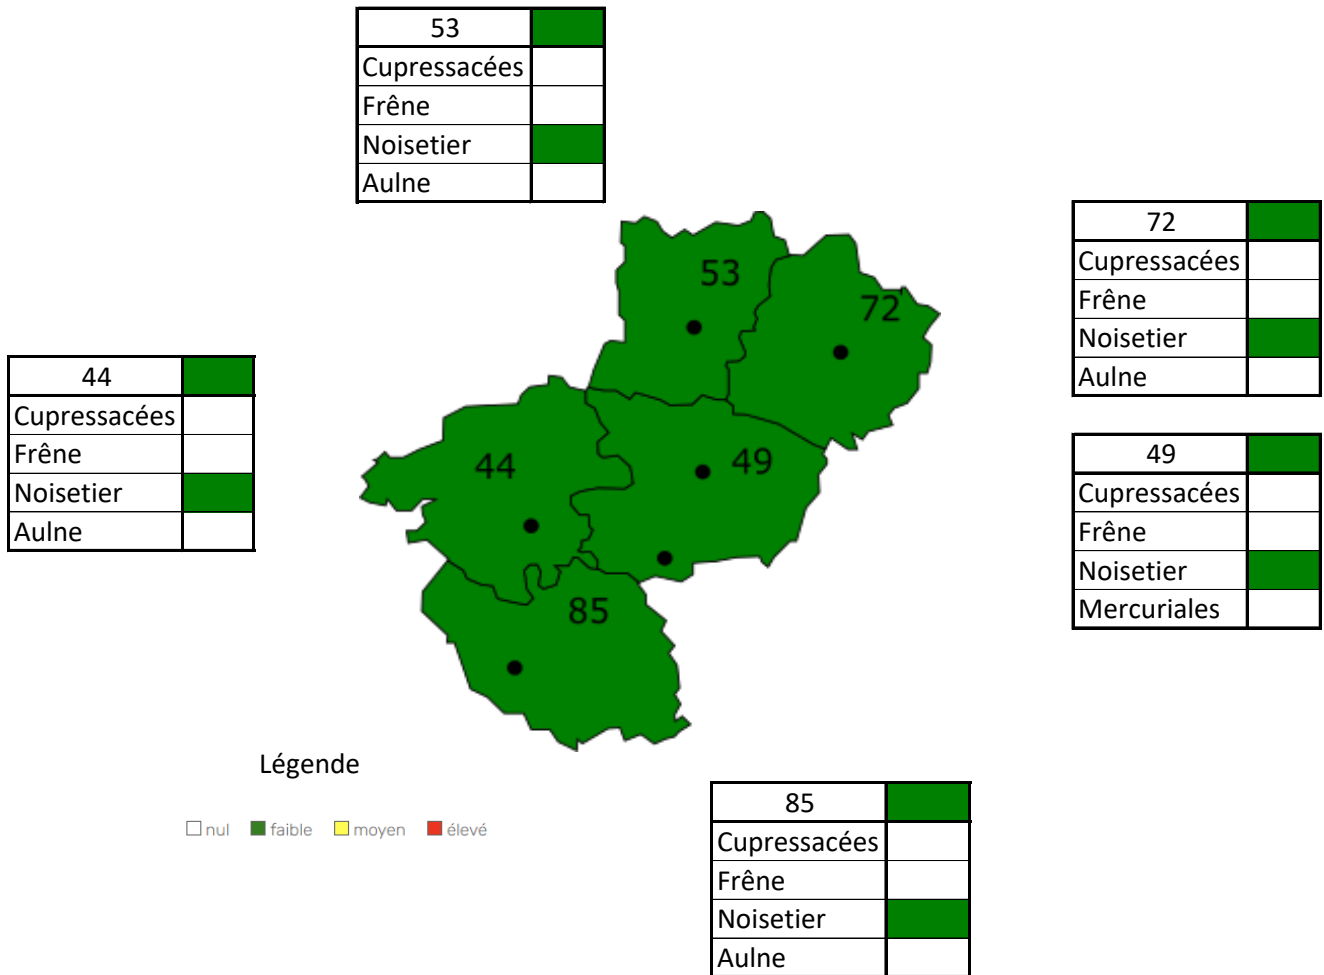 53
Cupressacées
Frêne
Noisetier
Aulne
72
Cupressacées
Frêne
Noisetier
Aulne
53
72
44
Cupressacées
Frêne
Noisetier
Aulne
44
49
49
Cupressacées
Frêne
Noisetier
Mercuriales
85
Légende
nul faible moyen élevé
85
Cupressacées
Frêne
Noisetier
Aulne